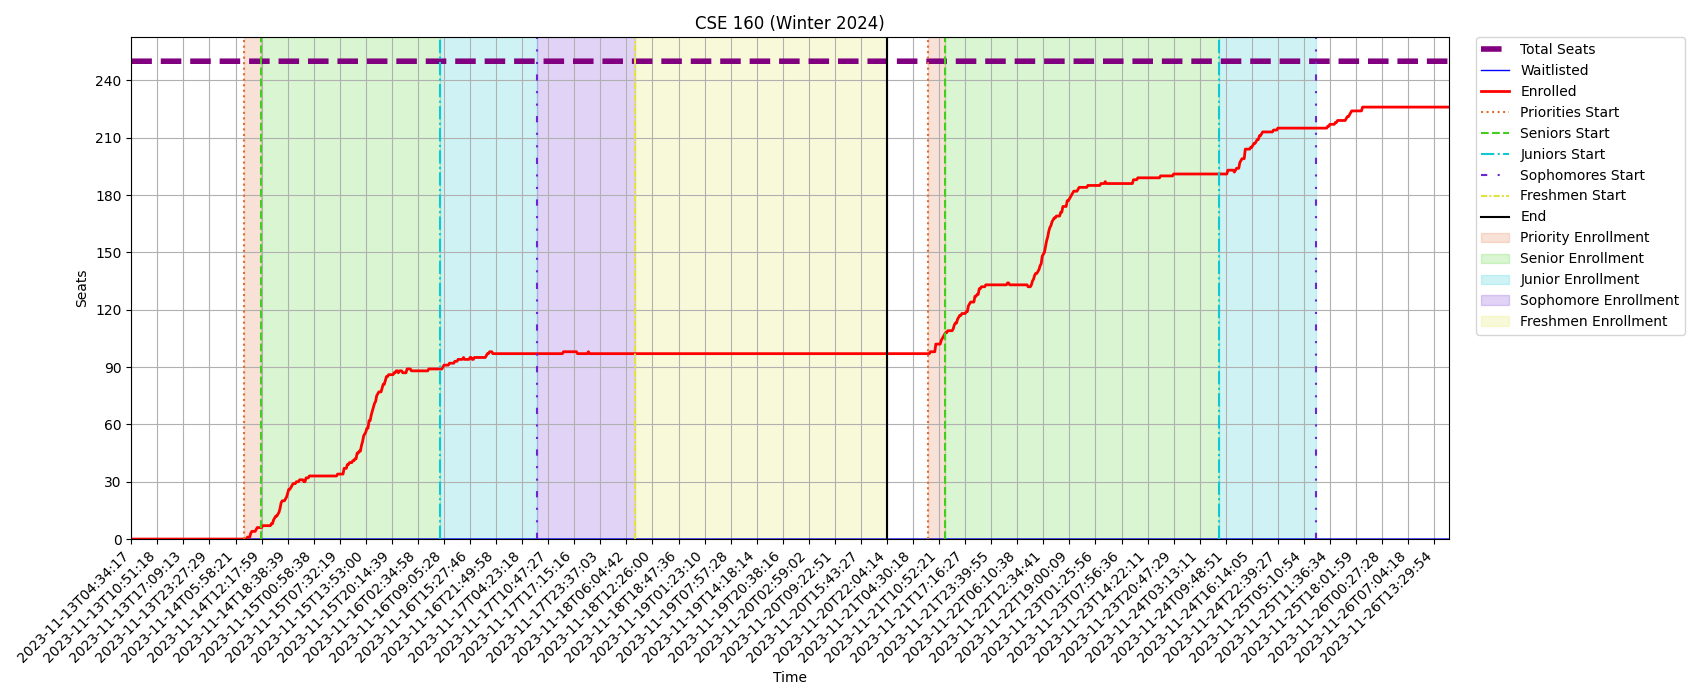 CSE 160 (Winter 2024)
Seats
240
210
180
150
120
90
60
30
0
2023-11-13T04:34:17
2023-11-13T10:51:18
2023-11-13T17:09:13
2023-11-13T23:27:29
2023-11-14T05:58:21
2023-11-14T12:17:59
2023-11-14T18:38:39
2023-11-15T00:58:38
2023-11-15T07:32:19
2023-11-15T13:53:00
2023-11-15T20:14:39
2023-11-16T02:34:58
2023-11-16T09:05:28
2023-11-16T15:27:46
2023-11-16T21:49:58
2023-11-17T04:23:18
2023-11-17T10:47:27
2023-11-17T17:15:16
2023-11-17T23:37:03
2023-11-18T06:04:42
2023-11-18T12:26:00
2023-11-18T18:47:36
2023-11-19T01:23:10
2023-11-19T07:57:28
2023-11-19T14:18:14
2023-11-19T20:38:16
2023-11-20T02:59:02
2023-11-20T09:22:51
2023-11-20T15:43:27
2023-11-20T22:04:14
2023-11-21T04:30:18
2023-11-21T10:52:21
2023-11-21T17:16:27
2023-11-21T23:39:55
2023-11-22T06:10:38
2023-11-22T12:34:41
2023-11-22T19:00:09
2023-11-23T01:25:56
2023-11-23T07:56:36
2023-11-23T14:22:11
2023-11-23T20:47:29
2023-11-24T03:13:11
2023-11-24T09:48:51
2023-11-24T16:14:05
2023-11-24T22:39:27
2023-11-25T05:10:54
2023-11-25T11:36:34
2023-11-25T18:01:59
2023-11-26T00:27:28
2023-11-26T07:04:18
2023-11-26T13:29:54
Time
Total Seats
Waitlisted
Enrolled
Priorities Start
Seniors Start
Juniors Start
Sophomores Start
Freshmen Start
End
Priority Enrollment
Senior Enrollment
Junior Enrollment
Sophomore Enrollment
Freshmen Enrollment